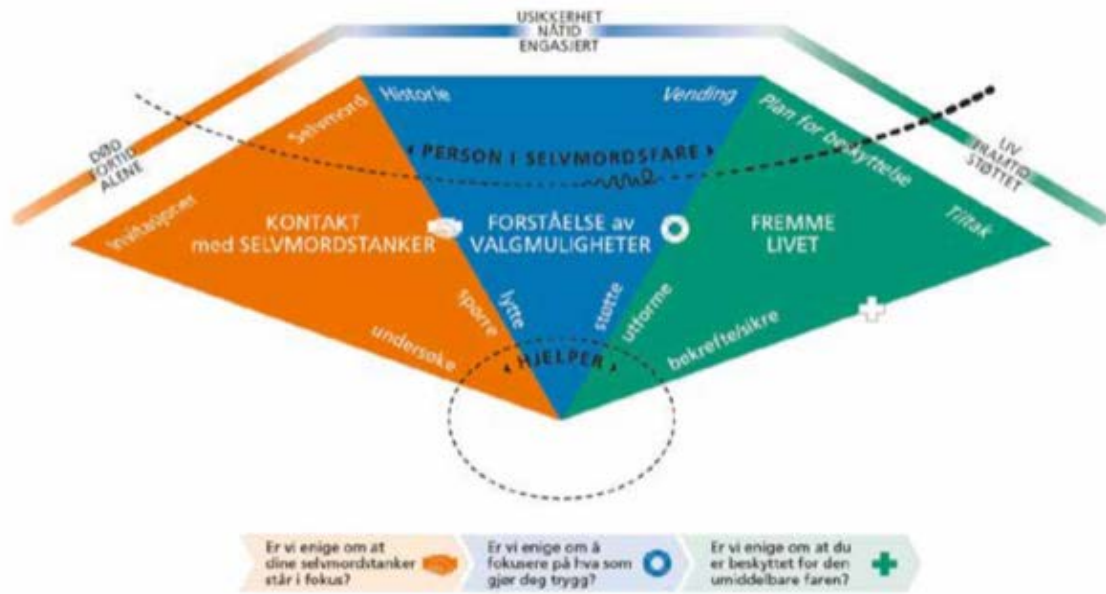 USIKKERHET
NÅTID
ENGASJERT
DØD
FORTID
ALENE
LIV
FRAMTID
STØTTET
Invitasjoner
Selvmord
Historie
Vending
Plan for beskyttelse
Tiltak
PERSON I SELVMORDSFARE
KONTAKT
med SELVMORDSTANKER
FORSTÅELSE av
VALGMULIGHETER
FREMME
LIVET
undersøke
spørre
lytte
støtte
utforme
bekrefte/sikre
HJELPER
Er vi enige om at
dine selvmordstanker
står i fokus?
Er vi enige om å
fokusere på hva som
gjør deg trygg?
Er vi enige om at du
er beskyttet for den
umiddelbare faren?